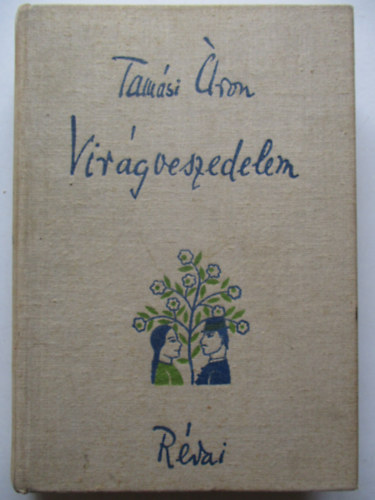 Tamási Áron
Virágveszedelem
Révai